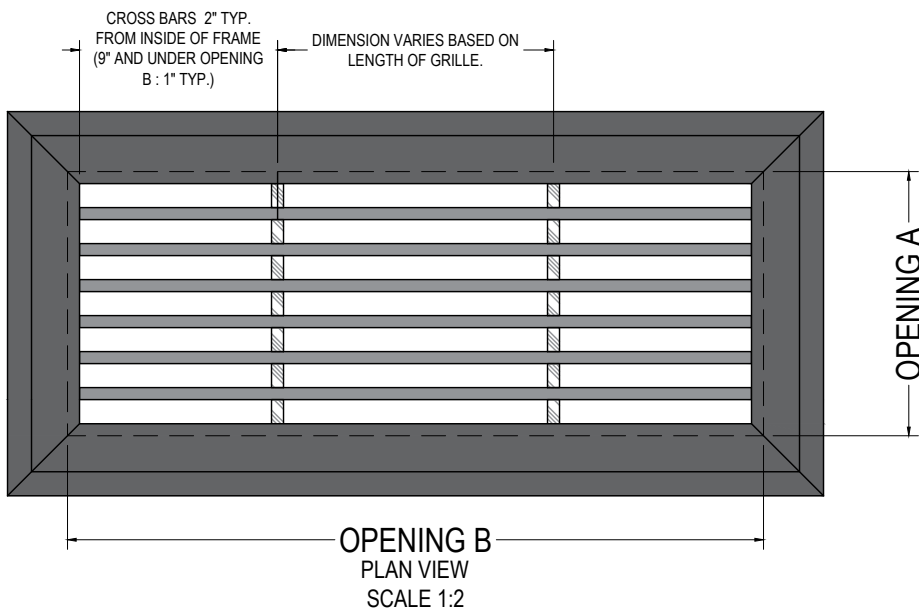 CROSS BARS 2" TYP.
FROM INSIDE OF FRAME
(9" AND UNDER OPENING
B : 1" TYP.)
DIMENSION VARIES BASED ON
LENGTH OF GRILLE.
OPENING A
OPENING B
PLAN VIEW
SCALE 1:2